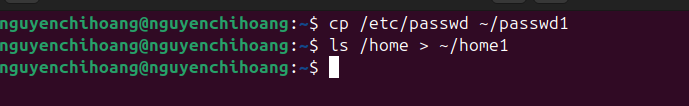 nguyenchihoang@nguyenchihoang:~$ cp /etc/passwd ~/passwd1
nguyenchihoang@nguyenchihoang:~$ ls /home > ~/home1
nguyenchihoang@nguyenchihoang:~$